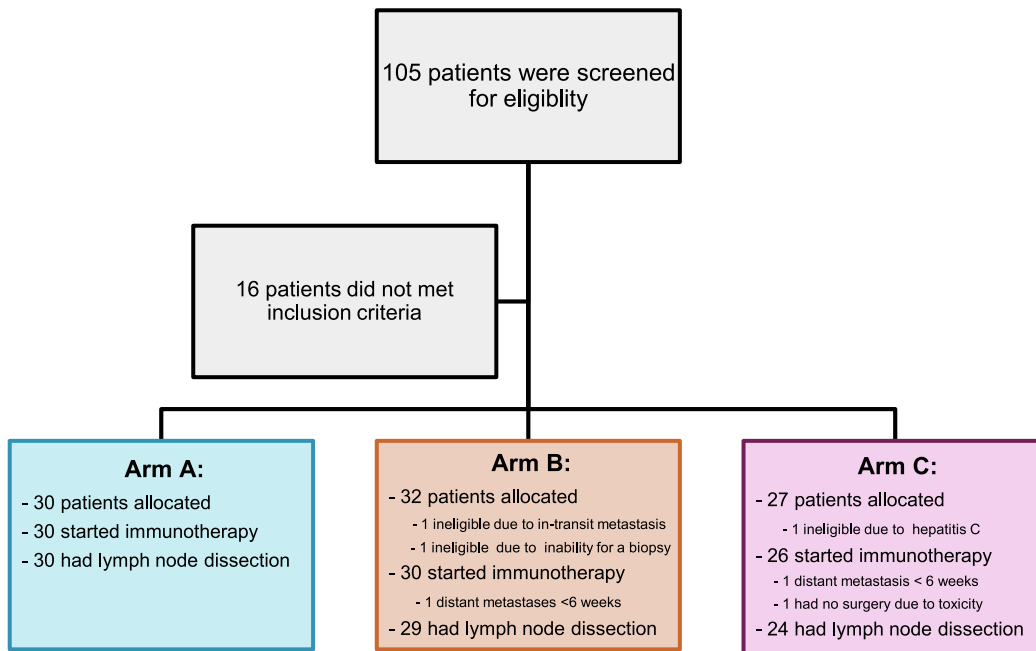 105 patients were screened
for eligiblity
16 patients did not met
inclusion criteria
Arm A:
- 30 patients allocated
- 30 started immunotherapy
- 30 had lymph node dissection
Arm B:
- 32 patients allocated
- 1 ineligible due to in-transit metastasis
- 1 ineligible due to inability for a biopsy
- 30 started immunotherapy
- 1 distant metastases <6 weeks
- 29 had lymph node dissection
Arm C:
- 27 patients allocated
- 1 ineligible due to hepatitis C
- 26 started immunotherapy
- 1 distant metastasis < 6 weeks
- 1 had no surgery due to toxicity
- 24 had lymph node dissection